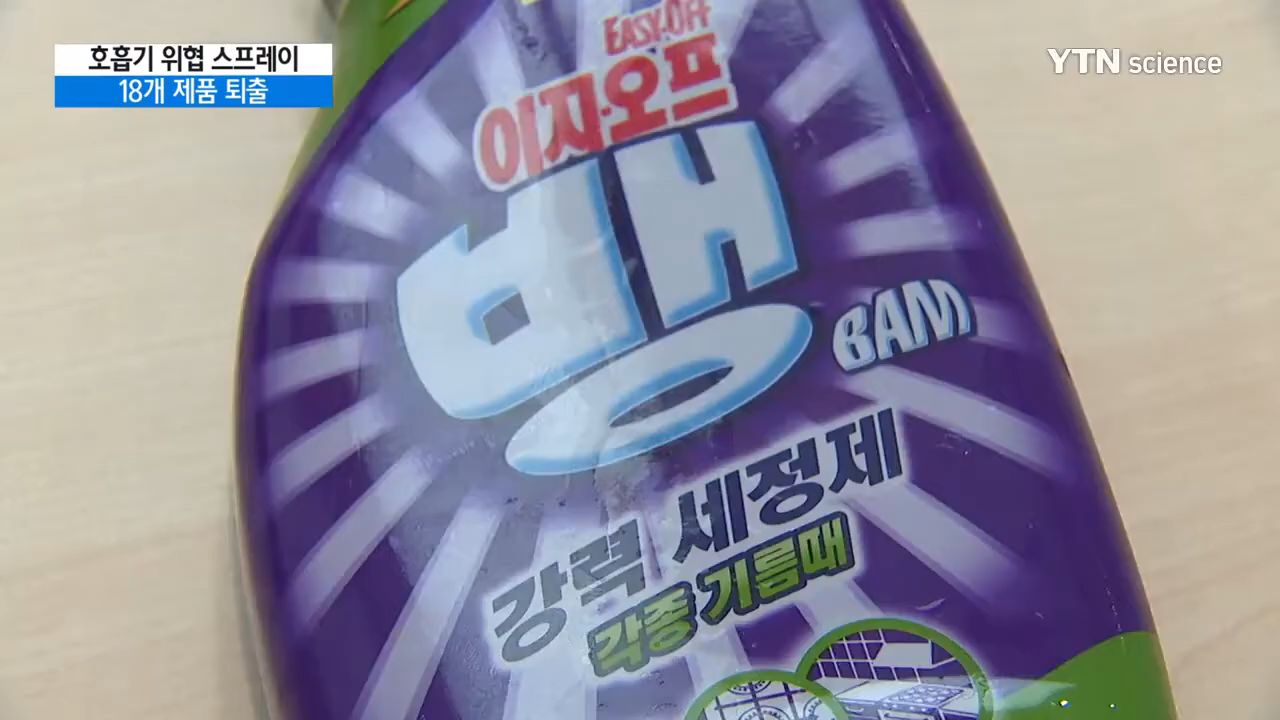 호흡기 위협 스프레이
18개 제품 퇴출
YTN science
EASY-OFF
이지·오프
뱅
BAM
강력 세정제
각종 기름때